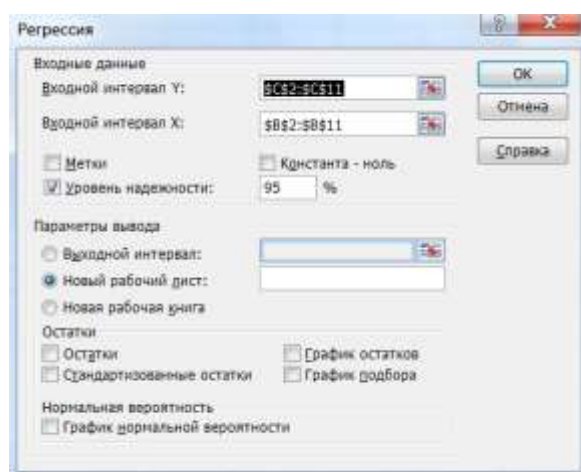 Регрессия
Входные данные
Входной интервал Y: $C$2:$C$11
Входной интервал X: $B$2:$B$11
Метки Константа - ноль
Уровень надежности: 95 %
Параметры вывода
Выходной интервал:
Новый рабочий лист:
Новая рабочая книга
Остатки
Остатки График остатков
Стандартизованные остатки График подбора
Нормальная вероятность
График нормальной вероятности
ОК
Отмена
Справка